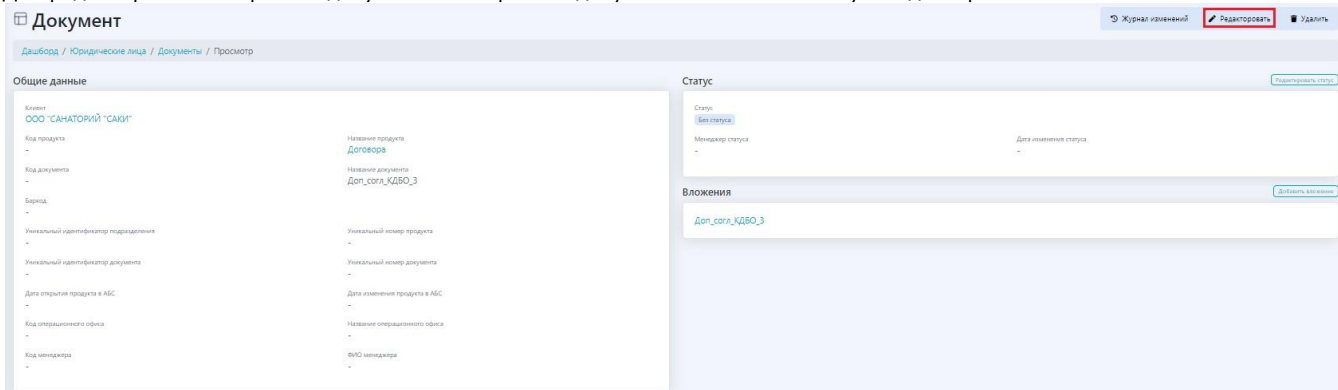 Документ
Журнал изменений
Редакторовать
Удалить
Дашборд / Юридические лица / Документы / Просмотр
Общие данные
Клиент
ООО "САНАТОРИЙ "САКИ"
Код продукта
-
Название продукта
Договора
Код документа
-
Названия документа
Доп_согл_КДБО_3
Баркод
-
Уникальный идентификатор подразделения
-
Уникальный номер продукта
-
Уникальный идентификатор документа
-
Уникальный номер документа
-
Дата открытия продукта в АБС
-
Дата изменения продукта в АБС
-
Код операционного офиса
-
Название операционного офиса
-
Код менеджера
-
ФИО менеджера
-
Статус
Редактировать статус
Статус
Без статуса
Менеджер статуса
-
Дата изменения статуса
-
Вложения
Добавить вложение
Доп_согл_КДБО_3